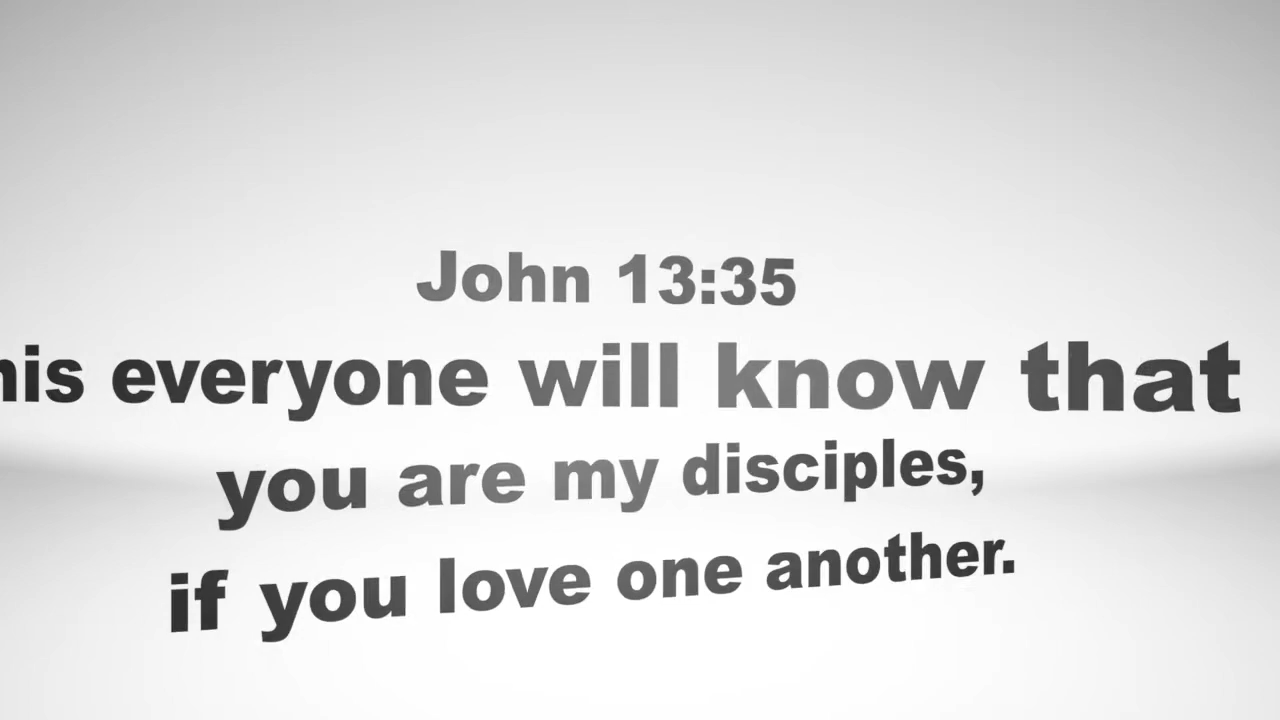 John 13:35
his everyone will know that
you are my disciples,
if you love one another.